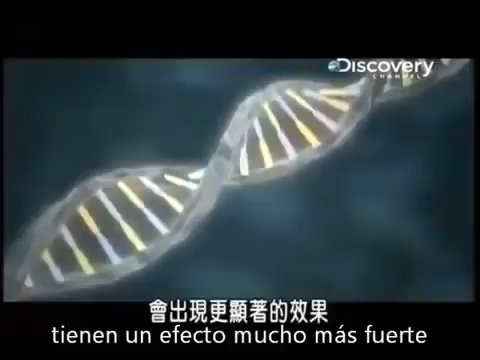 Discovery
CHANNEL
會出現更顯著的效果
tienen un efecto mucho más fuerte